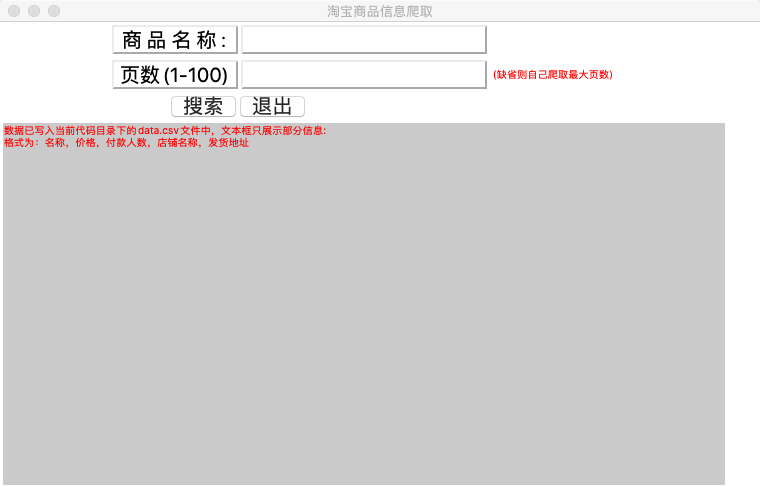 淘宝商品信息爬取
商 品 名 称 :
页数 (1-100)
(缺省则自己爬取最大页数)
搜索
退出
数据已写入当前代码目录下的data.csv文件中，文本框只展示部分信息:
格式为：名称，价格，付款人数，店铺名称，发货地址